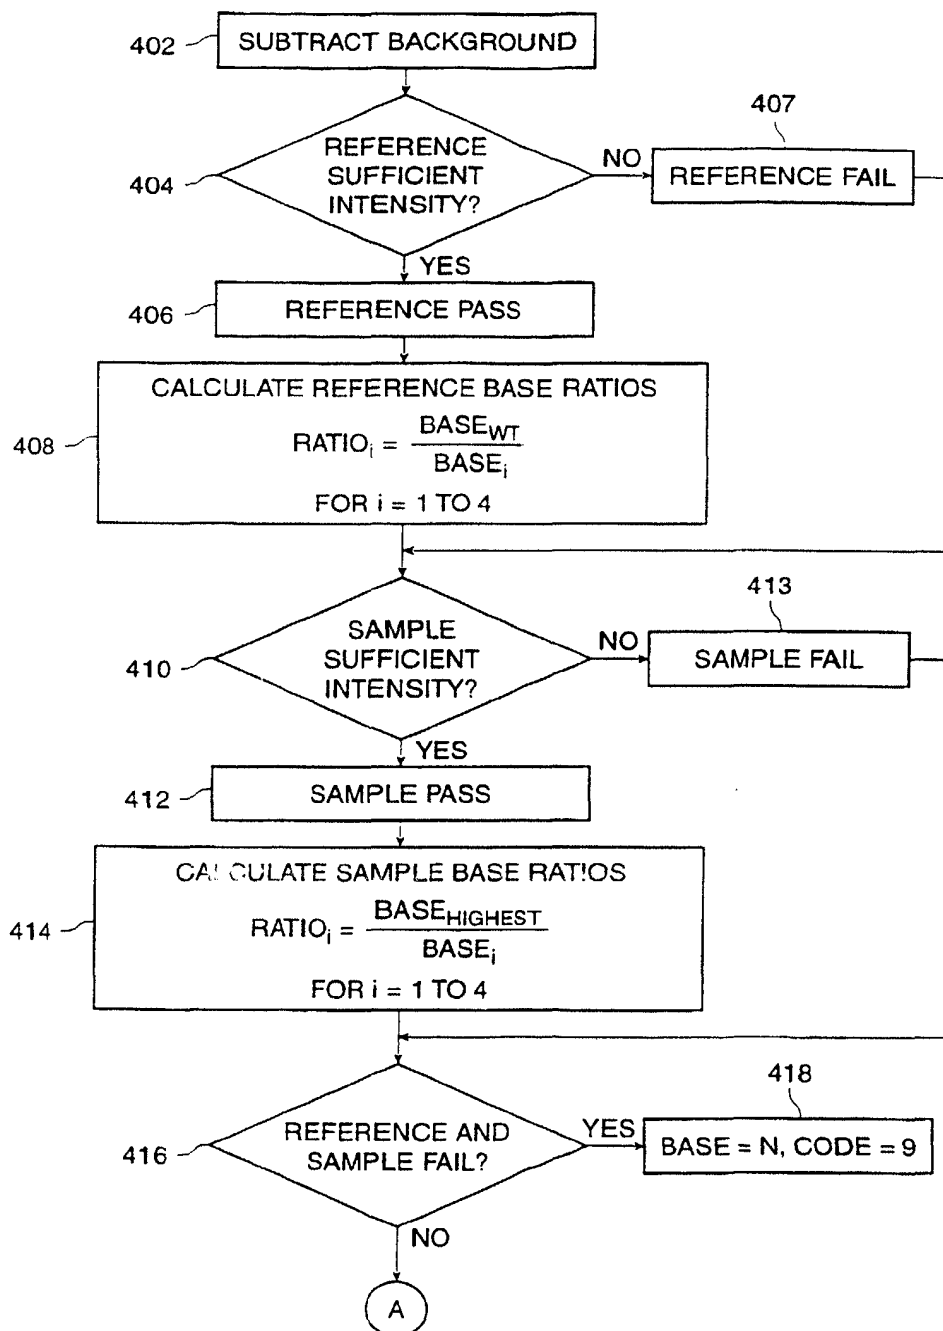 402
SUBTRACT BACKGROUND
404
REFERENCE
SUFFICIENT
INTENSITY?
NO
407
REFERENCE FAIL
YES
406
REFERENCE PASS
408
CALCULATE REFERENCE BASE RATIOS
RATIOi = BASEWT
BASEi
FOR i = 1 TO 4
410
SAMPLE
SUFFICIENT
INTENSITY?
NO
413
SAMPLE FAIL
YES
412
SAMPLE PASS
414
CALCULATE SAMPLE BASE RATIOS
RATIOi = BASEHIGHEST
BASEi
FOR i = 1 TO 4
416
REFERENCE AND
SAMPLE FAIL?
YES
418
BASE = N, CODE = 9
NO
A